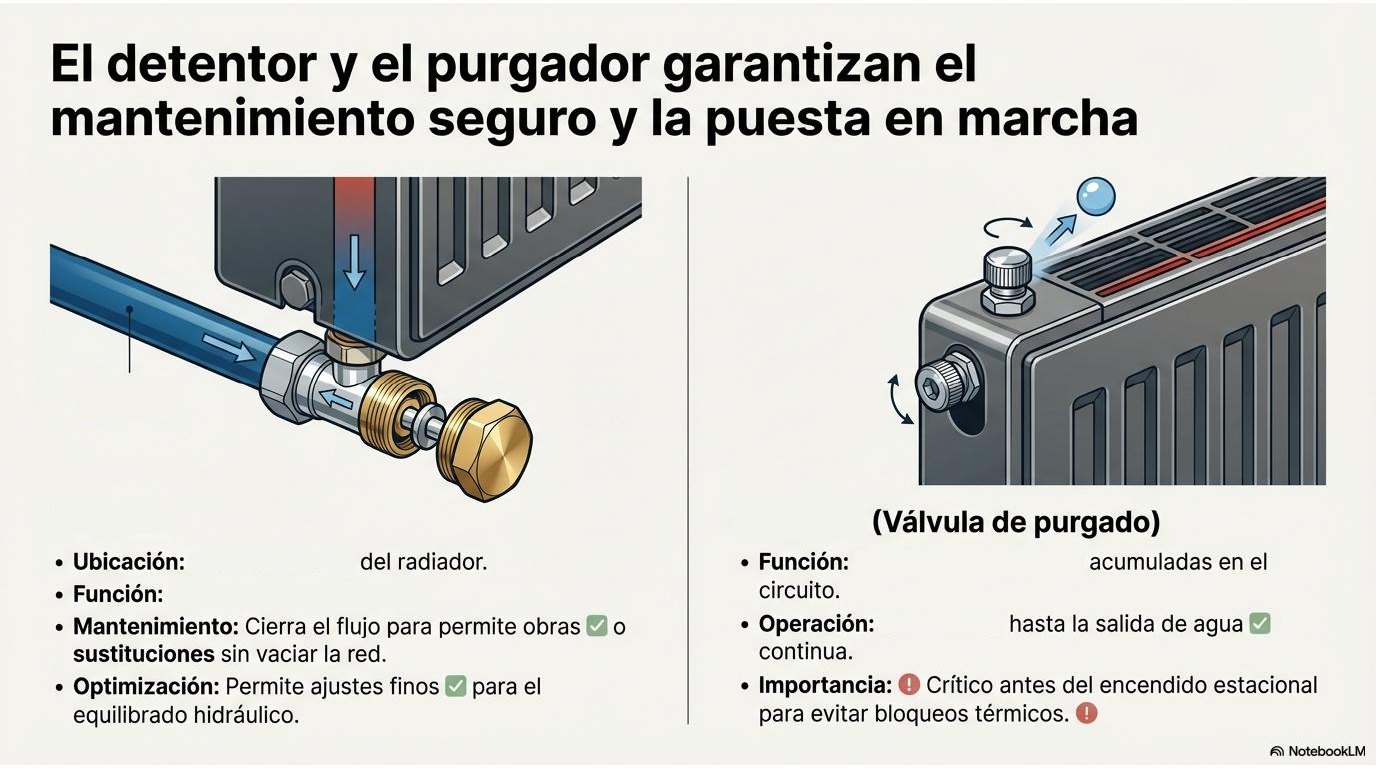 El detentor y el purgador garantizan el
mantenimiento seguro y la puesta en marcha
• Ubicación: del radiador.
• Función:
• Mantenimiento: Cierra el flujo para permite obras ✅ o
sustituciones sin vaciar la red.
• Optimización: Permite ajustes finos ✅ para el
equilibrado hidráulico.
(Válvula de purgado)
• Función: acumuladas en el
circuito.
• Operación: hasta la salida de agua ✅
continua.
• Importancia: ❗ Crítico antes del encendido estacional
para evitar bloqueos térmicos. ❗
NotebookLM